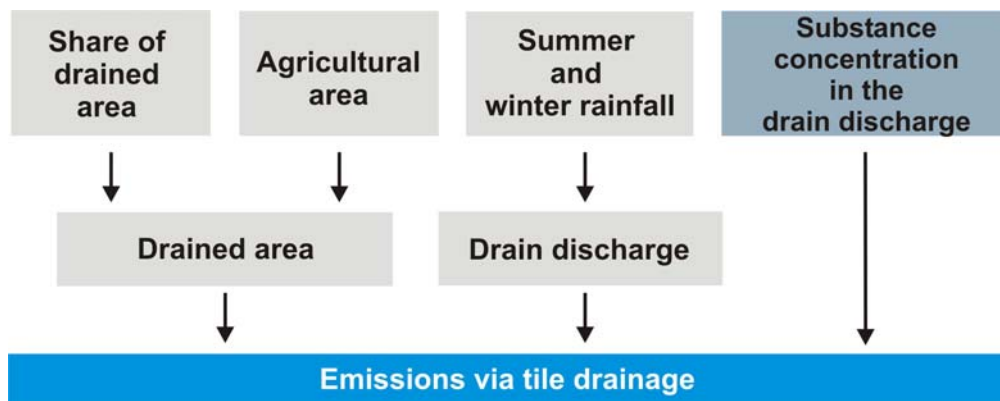 Share of
drained
area
Agricultural
area
Summer
and
winter rainfall
Substance
concentration
in the
drain discharge
Drained area
Drain discharge
Emissions via tile drainage